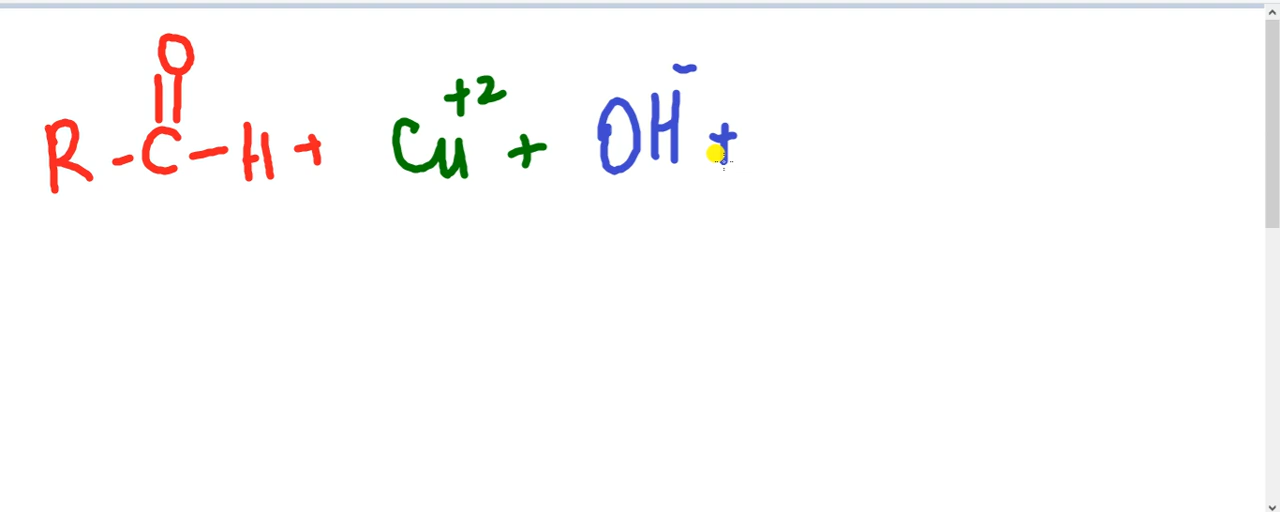 O
R-C-H + Cu+2 + OH- +